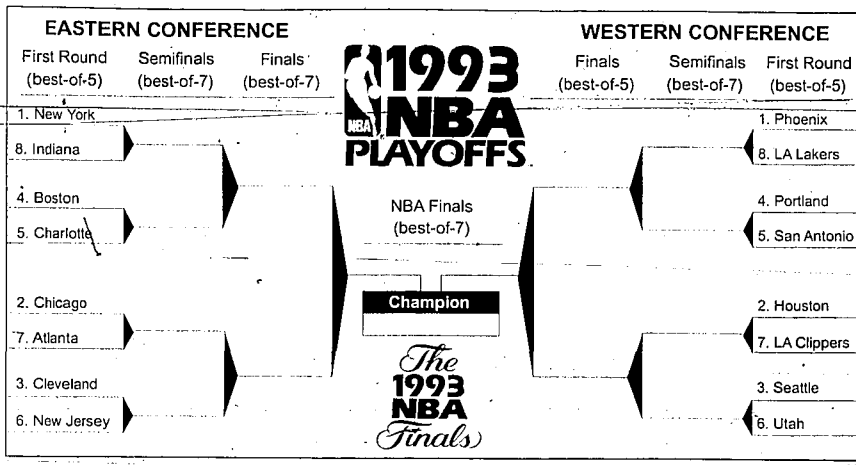 EASTERN CONFERENCE
First Round
(best-of-5)
Semifinals
(best-of-7)
Finals
(best-of-7)
1. New York
8. Indiana
4. Boston
5. Charlotte
2. Chicago
7. Atlanta
3. Cleveland
6. New Jersey
1993
NBA
NBA
PLAYOFFS
NBA Finals
(best-of-7)
Champion
The
1993
NBA
Finals
WESTERN CONFERENCE
Finals
(best-of-5)
Semifinals
(best-of-7)
First Round
(best-of-5)
1. Phoenix
8. LA Lakers
4. Portland
5. San Antonio
2. Houston
7. LA Clippers
3. Seattle
6. Utah